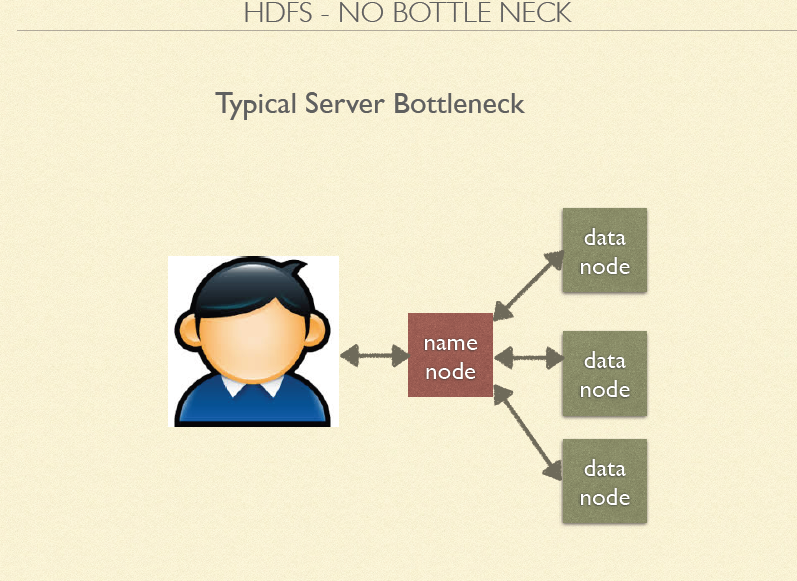 HDFS - NO BOTTLE NECK
Typical Server Bottleneck
data
node
name
node
data
node
data
node